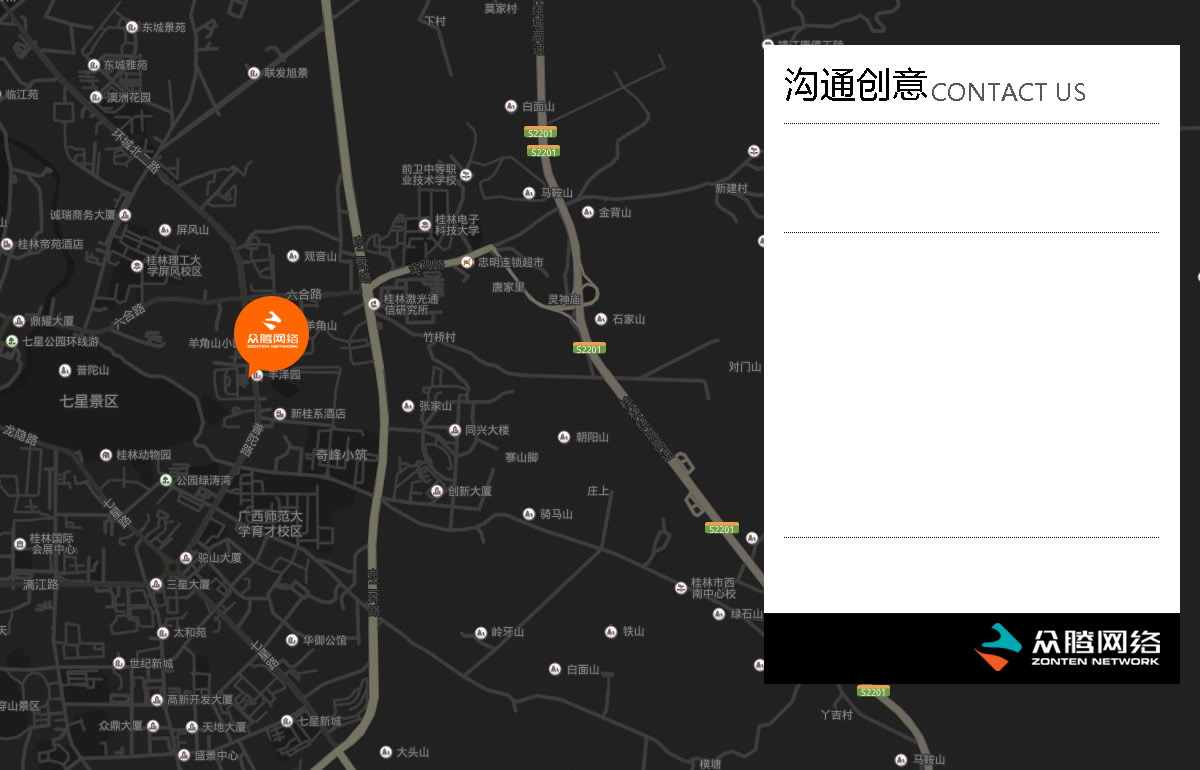 莫家村
下村
东城景苑
东城雅苑
联发旭景
临江苑
澳洲花园
白面山
S2201
S2201
环城北二路
前卫中等职
业技术学校
马鞍山
新建村
诚瑞商务大厦
金背山
屏风山
桂林电子
科技大学
桂林帝苑酒店
桂林理工大
学屏风校区
观音山
忠明连锁超市
唐家里
六合路
六合路
桂林激光通
信研究所
灵神庙
石家山
鼎耀大厦
羊角山
竹桥村
七星公园环线游
羊角山小
S2201
众腾网络
ZONTEN NETWORK
普陀山
丰泽园
对门山
七星景区
新桂系酒店
张家山
龙隐路
同兴大楼
朝阳山
桂林动物园
奇峰小筑
寨山脚
公园绿涛湾
创新大厦
庄上
广西师范大
学育才校区
骑马山
S2201
桂林国际
会展中心
驼山大厦
漓江路
三星大厦
桂林市西
南中心校
绿石山
太和苑
华御公馆
岭牙山
铁山
世纪新城
白面山
穿山景区
高新开发大厦
众鼎大厦
天地大厦
七星新城
盛景中心
大头山
横塘
S2201
丫吉村
马鞍山
沟通创意CONTACT US
众腾网络
ZONTEN NETWORK